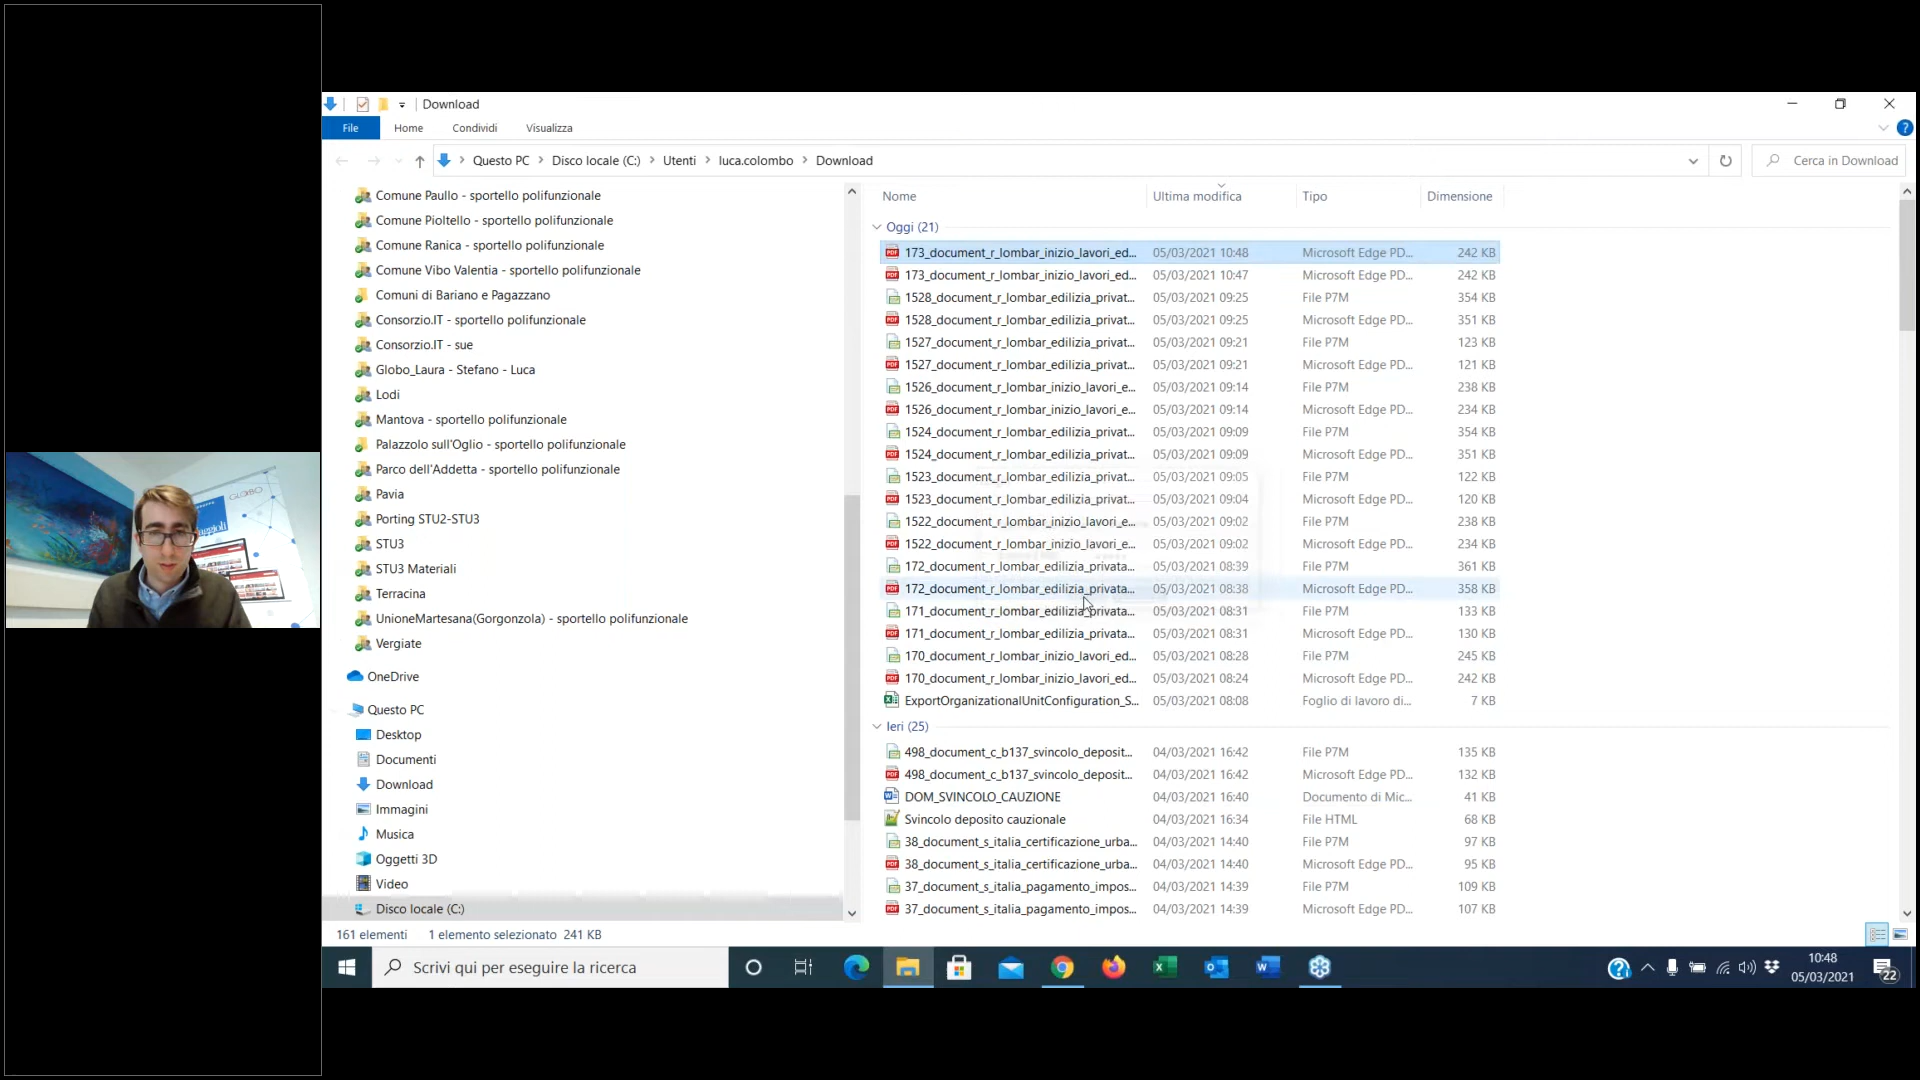 Download
File Home Condividi Visualizza
Questo PC Disco locale (C:) Utenti luca.colombo Download
Cerca in Download
Comune Paullo - sportello polifunzionale
Comune Pioltello - sportello polifunzionale
Comune Ranica - sportello polifunzionale
Comune Vibo Valentia - sportello polifunzionale
Comuni di Bariano e Pagazzano
Consorzio.IT - sportello polifunzionale
Consorzio.IT - sue
Globo_Laura - Stefano - Luca
Lodi
Mantova - sportello polifunzionale
Palazzolo sull'Oglio - sportello polifunzionale
Parco dell'Addetta - sportello polifunzionale
Pavia
Porting STU2-STU3
STU3
STU3 Materiali
Terracina
UnioneMartesana(Gorgonzola) - sportello polifunzionale
Vergiate
OneDrive
Questo PC
Desktop
Documenti
Download
Immagini
Musica
Oggetti 3D
Video
Disco locale (C:)
Nome Ultima modifica Tipo Dimensione
Oggi (21)
173_document_r_lombar_inizio_lavori_ed... 05/03/2021 10:48 Microsoft Edge PD... 242 KB
173_document_r_lombar_inizio_lavori_ed... 05/03/2021 10:47 Microsoft Edge PD... 242 KB
1528_document_r_lombar_edilizia_privat... 05/03/2021 09:25 File P7M 354 KB
1528_document_r_lombar_edilizia_privat... 05/03/2021 09:25 Microsoft Edge PD... 351 KB
1527_document_r_lombar_edilizia_privat... 05/03/2021 09:21 File P7M 123 KB
1527_document_r_lombar_edilizia_privat... 05/03/2021 09:21 Microsoft Edge PD... 121 KB
1526_document_r_lombar_inizio_lavori_e... 05/03/2021 09:14 File P7M 238 KB
1526_document_r_lombar_inizio_lavori_e... 05/03/2021 09:14 Microsoft Edge PD... 234 KB
1524_document_r_lombar_edilizia_privat... 05/03/2021 09:09 File P7M 354 KB
1524_document_r_lombar_edilizia_privat... 05/03/2021 09:09 Microsoft Edge PD... 351 KB
1523_document_r_lombar_edilizia_privat... 05/03/2021 09:05 File P7M 122 KB
1523_document_r_lombar_edilizia_privat... 05/03/2021 09:04 Microsoft Edge PD... 120 KB
1522_document_r_lombar_inizio_lavori_e... 05/03/2021 09:02 File P7M 238 KB
1522_document_r_lombar_inizio_lavori_e... 05/03/2021 09:02 Microsoft Edge PD... 234 KB
172_document_r_lombar_edilizia_privata... 05/03/2021 08:39 File P7M 361 KB
172_document_r_lombar_edilizia_privata... 05/03/2021 08:38 Microsoft Edge PD... 358 KB
171_document_r_lombar_edilizia_privata... 05/03/2021 08:31 File P7M 133 KB
171_document_r_lombar_edilizia_privata... 05/03/2021 08:31 Microsoft Edge PD... 130 KB
170_document_r_lombar_inizio_lavori_ed... 05/03/2021 08:28 File P7M 245 KB
170_document_r_lombar_inizio_lavori_ed... 05/03/2021 08:24 Microsoft Edge PD... 242 KB
ExportOrganizationalUnitConfiguration_S... 05/03/2021 08:08 Foglio di lavoro di... 7 KB
Ieri (25)
498_document_c_b137_svincolo_deposit... 04/03/2021 16:42 File P7M 135 KB
498_document_c_b137_svincolo_deposit... 04/03/2021 16:42 Microsoft Edge PD... 132 KB
DOM_SVINCOLO_CAUZIONE 04/03/2021 16:40 Documento di Mic... 41 KB
Svincolo deposito cauzionale 04/03/2021 16:34 File HTML 68 KB
38_document_s_italia_certificazione_urba... 04/03/2021 14:40 File P7M 97 KB
38_document_s_italia_certificazione_urba... 04/03/2021 14:40 Microsoft Edge PD... 95 KB
37_document_s_italia_pagamento_impos... 04/03/2021 14:39 File P7M 109 KB
37_document_s_italia_pagamento_impos... 04/03/2021 14:39 Microsoft Edge PD... 107 KB
161 elementi 1 elemento selezionato 241 KB
Scrivi qui per eseguire la ricerca
10:48
05/03/2021
22